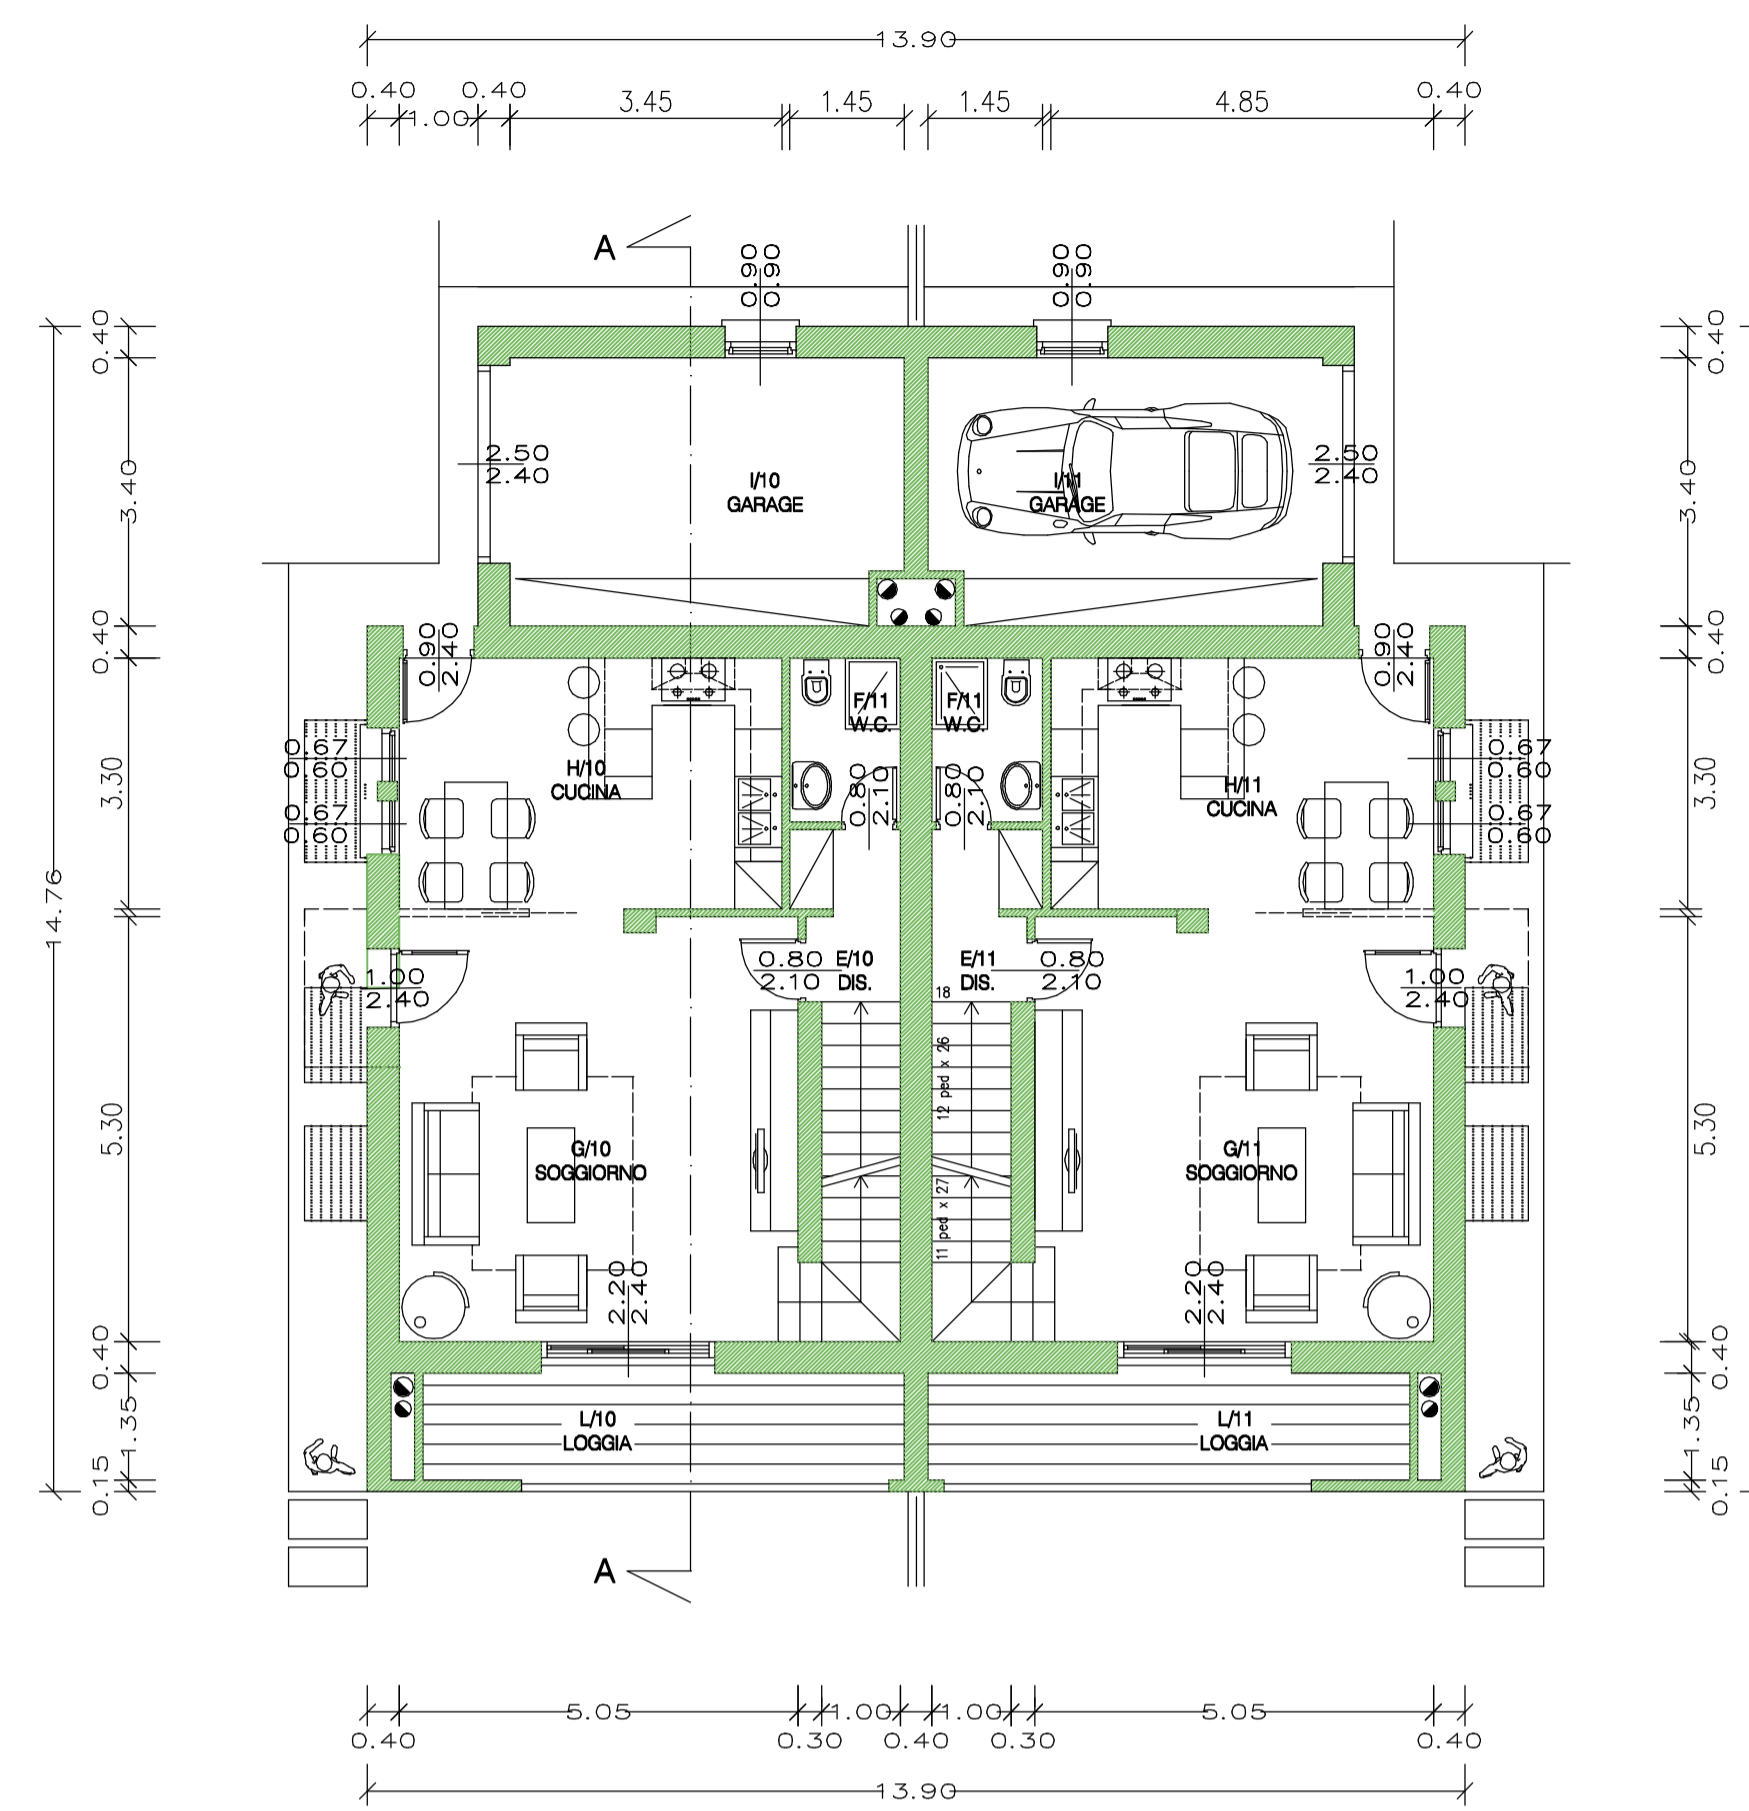 13.90
0.40 0.40 0.40
1.00 3.45 1.45 1.45 4.85
A
0.90
0.90
0.90
0.90
0.40
0.40
2.50
2.40
2.50
2.40
3.40
3.40
I/10
GARAGE
I/11
GARAGE
0.40
0.40
0.90
2.40
0.90
2.40
F/11
W.C.
F/11
W.C.
0.67
0.60
0.67
0.60
0.67
0.60
0.67
0.60
H/10
CUCINA
H/11
CUCINA
0.80
2.10
0.80
2.10
3.30
3.30
14.76
1.00
2.40
0.80
2.10
E/10
DIS.
E/11
DIS.
0.80
2.10
1.00
2.40
18
12 ped x 26
11 ped x 27
5.30
5.30
G/10
SOGGIORNO
G/11
SOGGIORNO
2.20
2.40
2.20
2.40
0.40
0.40
L/10
LOGGIA
L/11
LOGGIA
1.35
1.35
0.15
0.15
A
5.05 1.00 1.00 5.05
0.40 0.30 0.40 0.30 0.40
13.90